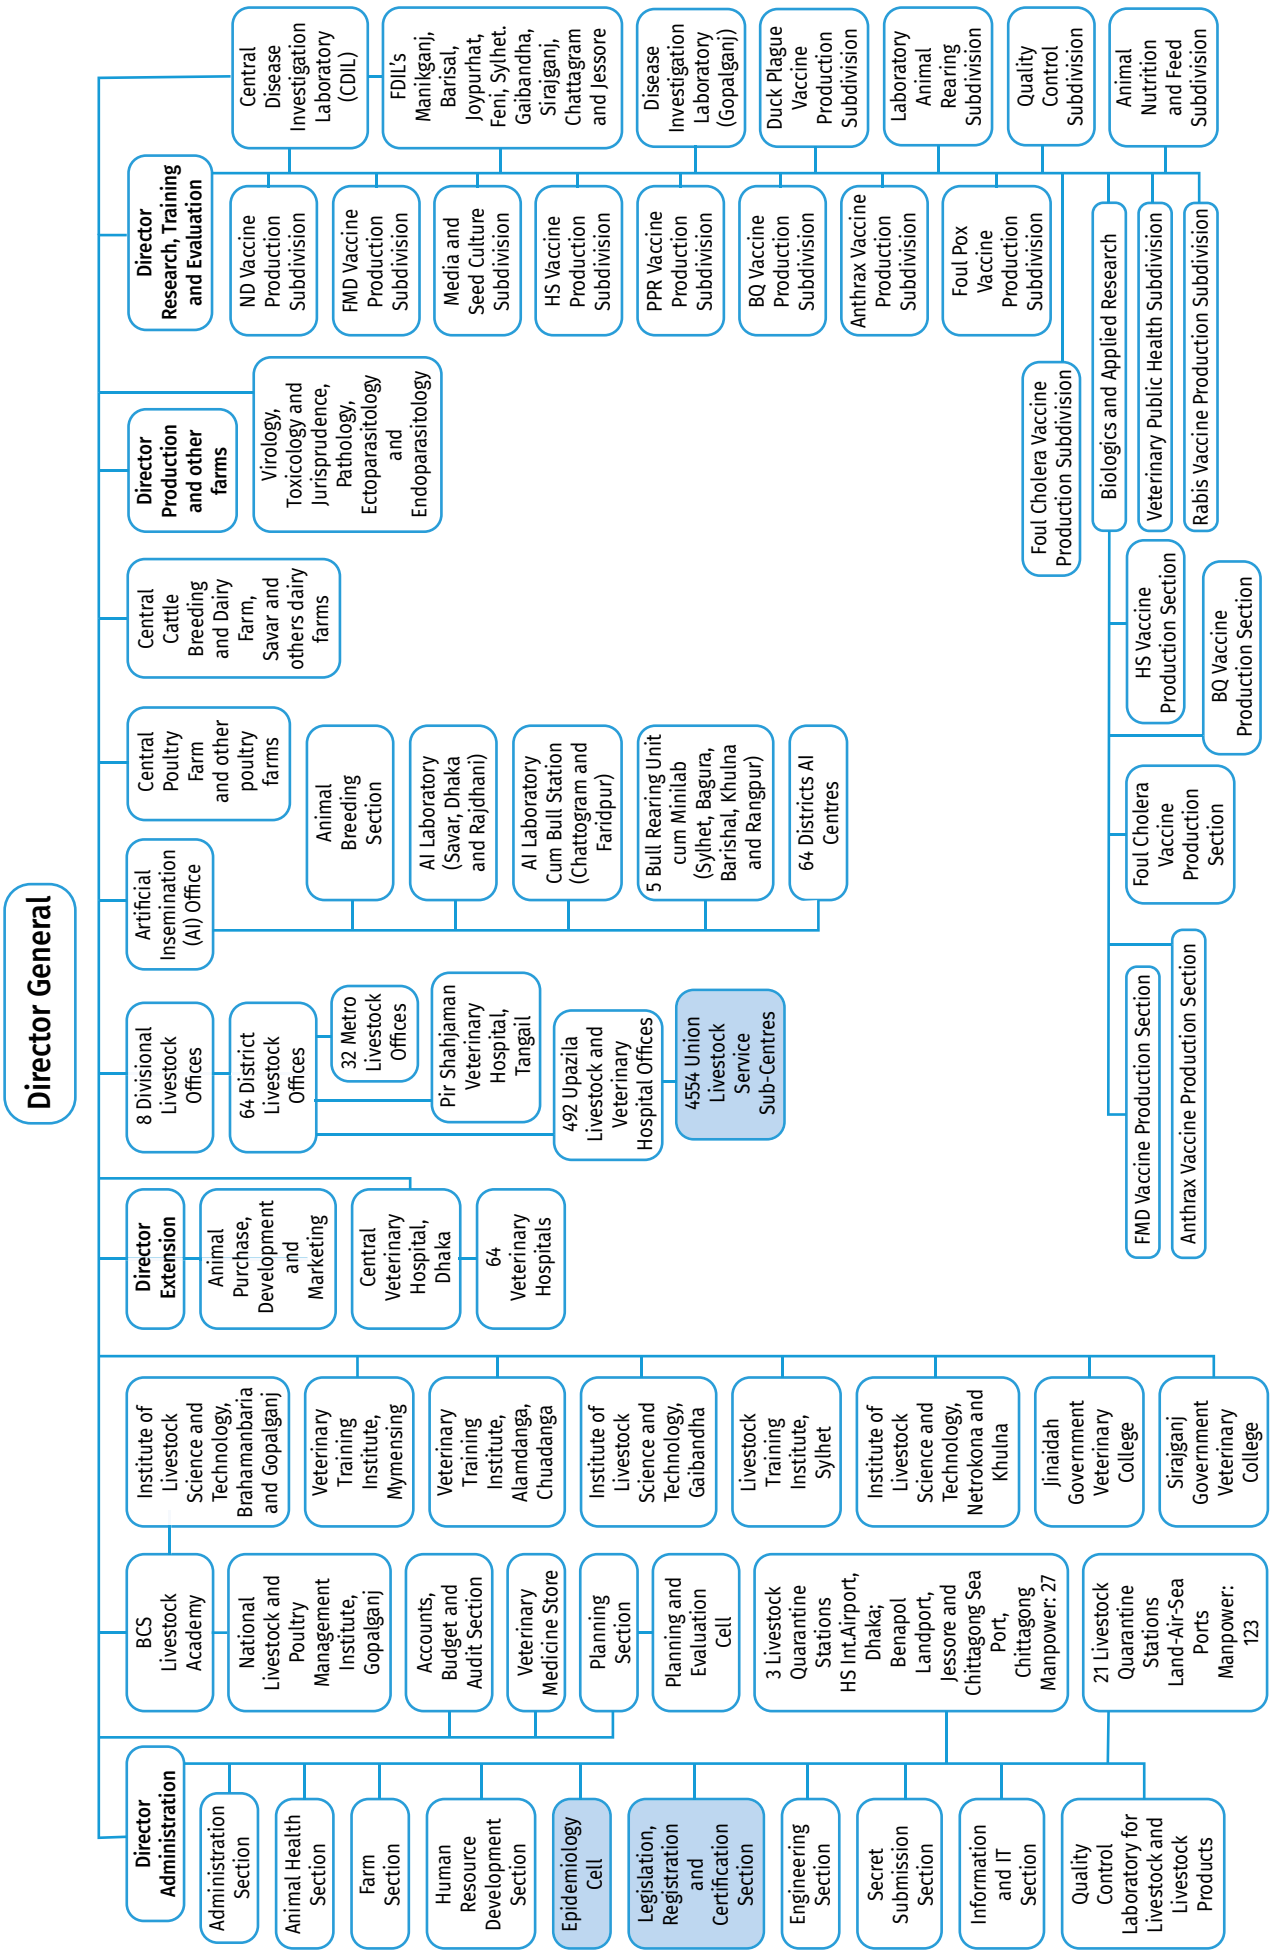 Director General
Director
Administration
Administration
Section
Animal Health
Section
Farm
Section
Human
Resource
Development
Section
Epidemiology
Cell
Legislation,
Registration
and
Certification
Section
Engineering
Section
Secret
Submission
Section
Information
and IT
Section
Quality
Control
Laboratory for
Livestock and
Livestock
Products
BCS
Livestock
Academy
National
Livestock and
Poultry
Management
Institute,
Gopalganj
Accounts,
Budget and
Audit Section
Veterinary
Medicine Store
Planning
Section
Planning and
Evaluation
Cell
3 Livestock
Quarantine
Stations
HS Int.Airport,
Dhaka;
Benapol
Landport,
Jessore and
Chittagong Sea
Port,
Chittagong
Manpower: 27
21 Livestock
Quarantine
Stations
Land-Air-Sea
Ports
Manpower:
123
Institute of
Livestock
Science and
Technology,
Brahamanbaria
and Gopalganj
Veterinary
Training
Institute,
Mymensing
Veterinary
Training
Institute,
Alamdanga,
Chuadanga
Institute of
Livestock
Science and
Technology,
Gaibandha
Livestock
Training
Institute,
Sylhet
Institute of
Livestock
Science and
Technology,
Netrokona and
Khulna
Jinaidah
Government
Veterinary
College
Sirajganj
Government
Veterinary
College
Director
Extension
Animal
Purchase,
Development
and
Marketing
Central
Veterinary
Hospital,
Dhaka
64
Veterinary
Hospitals
8 Divisional
Livestock
Offices
64 District
Livestock
Offices
32 Metro
Livestock
Offices
Pir Shahjaman
Veterinary
Hospital,
Tangail
492 Upazila
Livestock and
Veterinary
Hospital Offices
4554 Union
Livestock
Service
Sub-Centres
Artificial
Insemination
(AI) Office
Animal
Breeding
Section
AI Laboratory
(Savar, Dhaka
and Rajdhani)
AI Laboratory
Cum Bull Station
(Chattogram and
Faridpur)
5 Bull Rearing Unit
cum Minilab
(Sylhet, Bagura,
Barishal, Khulna
and Rangpur)
64 Districts AI
Centres
Central
Poultry
Farm
and other
poultry
farms
Central
Cattle
Breeding
and Dairy
Farm,
Savar and
others dairy
farms
Director
Production
and other
farms
Virology,
Toxicology and
Jurisprudence,
Pathology,
Ectoparasitology
and
Endoparasitology
Director
Research, Training
and Evaluation
ND Vaccine
Production
Subdivision
FMD Vaccine
Production
Subdivision
Media and
Seed Culture
Subdivision
HS Vaccine
Production
Subdivision
PPR Vaccine
Production
Subdivision
BQ Vaccine
Production
Subdivision
Anthrax Vaccine
Production
Subdivision
Foul Pox
Vaccine
Production
Subdivision
Foul Cholera Vaccine
Production Subdivision
Biologics and Applied Research
Veterinary Public Health Subdivision
Rabis Vaccine Production Subdivision
Central
Disease
Investigation
Laboratory
(CDIL)
FDIL's
Manikganj,
Barisal,
Joypurhat,
Feni, Sylhet.
Gaibandha,
Sirajganj,
Chattagram
and Jessore
Disease
Investigation
Laboratory
(Gopalganj)
Duck Plague
Vaccine
Production
Subdivision
Laboratory
Animal
Rearing
Subdivision
Quality
Control
Subdivision
Animal
Nutrition
and Feed
Subdivision
FMD Vaccine Production Section
Anthrax Vaccine Production Section
Foul Cholera
Vaccine
Production
Section
HS Vaccine
Production Section
BQ Vaccine
Production Section